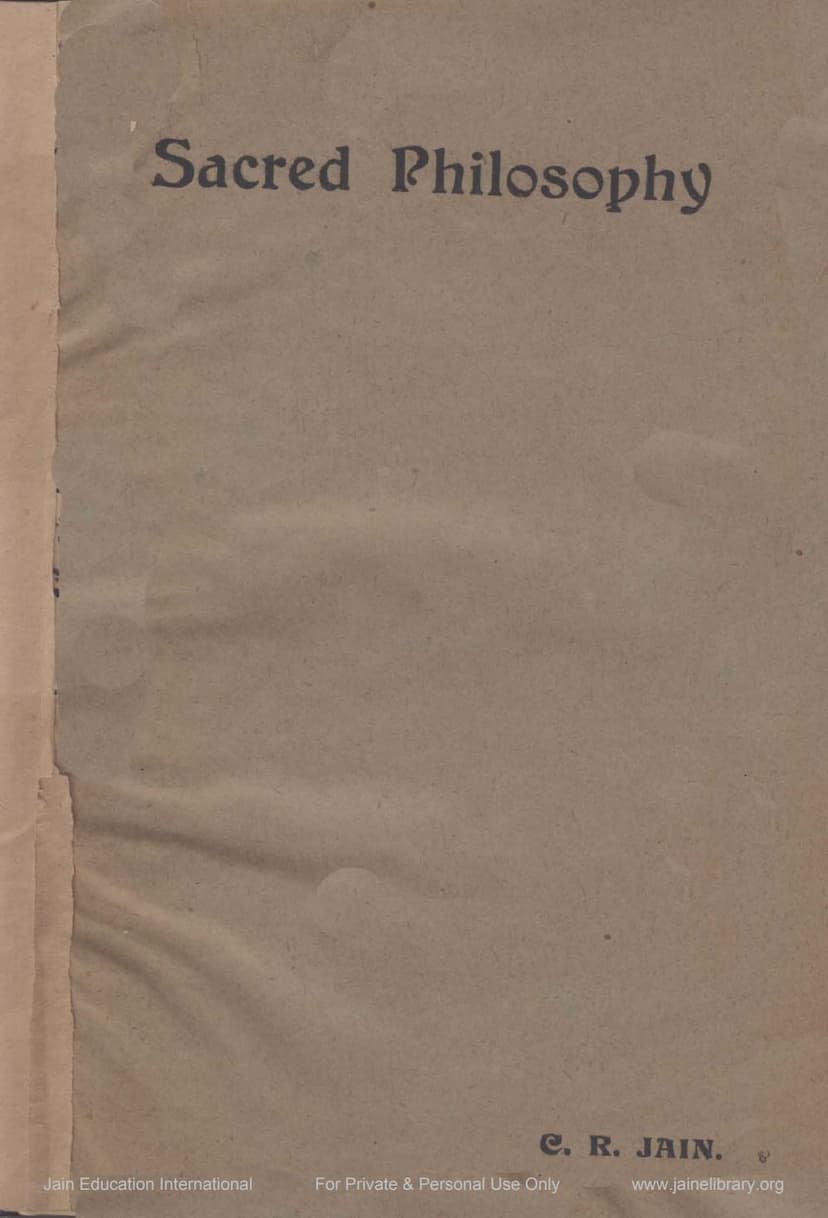 Sacred Philosophy
C. R. JAIN.
Jain Education International For Private & Personal Use Only www.jainelibrary.org